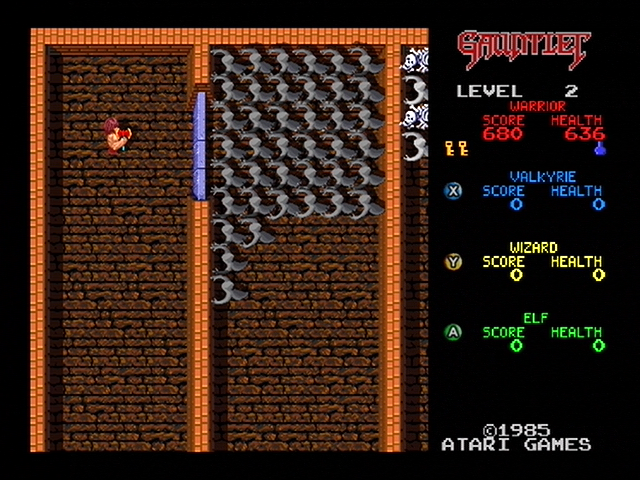 GAUNTLET
LEVEL 2
WARRIOR
SCORE HEALTH
680 636
VALKYRIE
X SCORE HEALTH
0 0
WIZARD
Y SCORE HEALTH
0 0
ELF
A SCORE HEALTH
0 0
©1985
ATARI GAMES